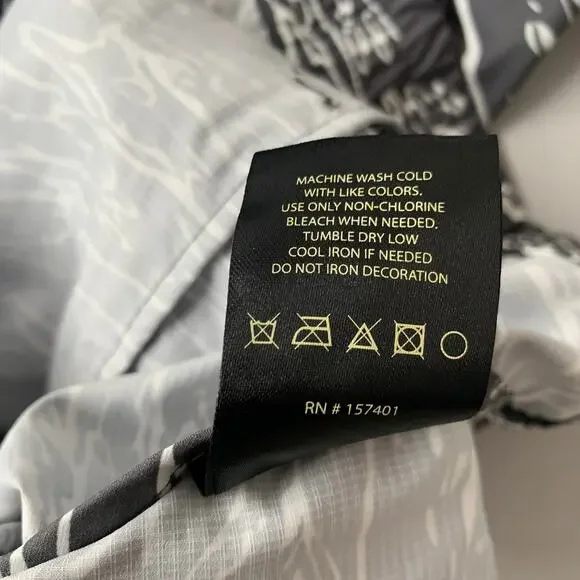 MACHINE WASH COLD
WITH LIKE COLORS.
USE ONLY NON-CHLORINE
BLEACH WHEN NEEDED.
TUMBLE DRY LOW
COOL IRON IF NEEDED
DO NOT IRON DECORATION
RN # 157401